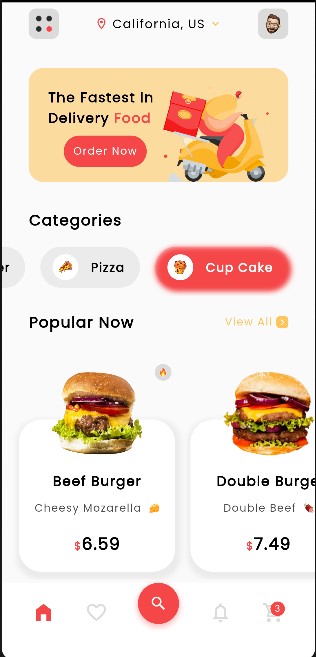 California, US
The Fastest In
Delivery Food
Order Now
Categories
er
Pizza
Cup Cake
Popular Now
View All
Beef Burger
Double Burge
Cheesy Mozarella
Double Beef
$6.59
$7.49
3